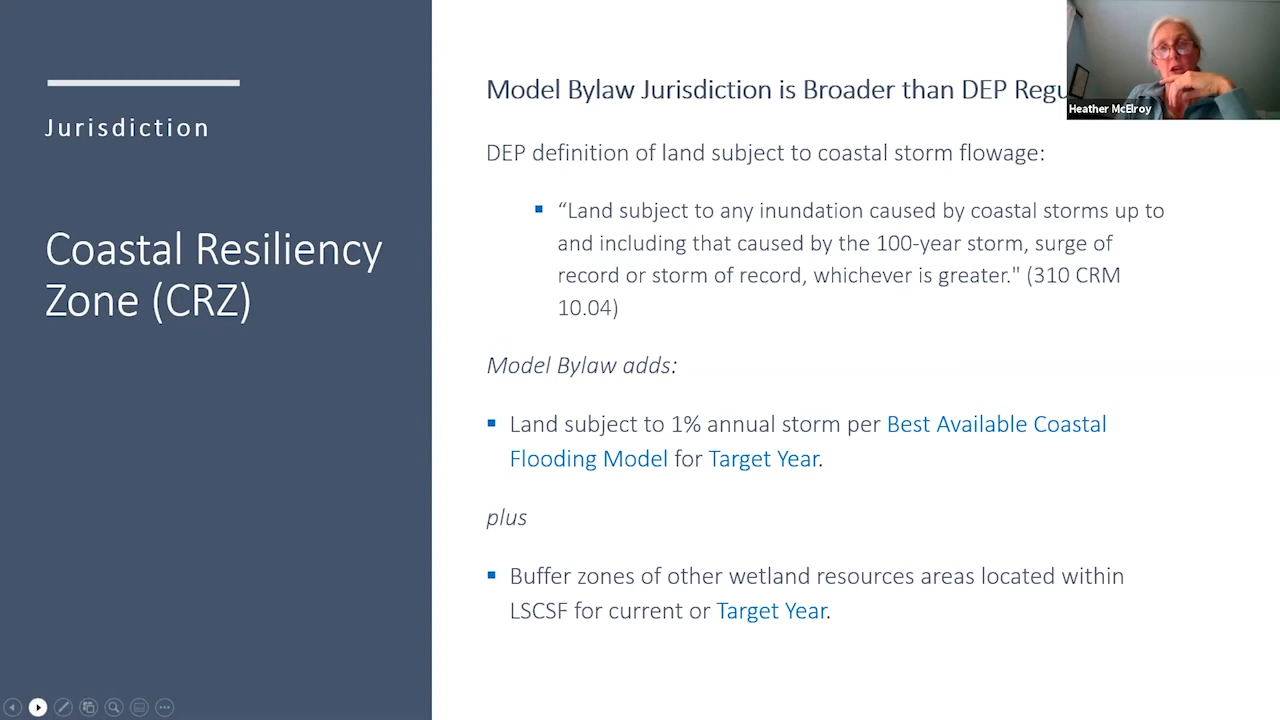 Jurisdiction
Coastal Resiliency
Zone (CRZ)
Model Bylaw Jurisdiction is Broader than DEP
DEP definition of land subject to coastal storm flowage:
“Land subject to any inundation caused by coastal storms up to
and including that caused by the 100-year storm, surge of
record or storm of record, whichever is greater." (310 CRM
10.04)
Model Bylaw adds:
Land subject to 1% annual storm per Best Available Coastal
Flooding Model for Target Year.
plus
Buffer zones of other wetland resources areas located within
LSCSF for current or Target Year.
Heather McElroy